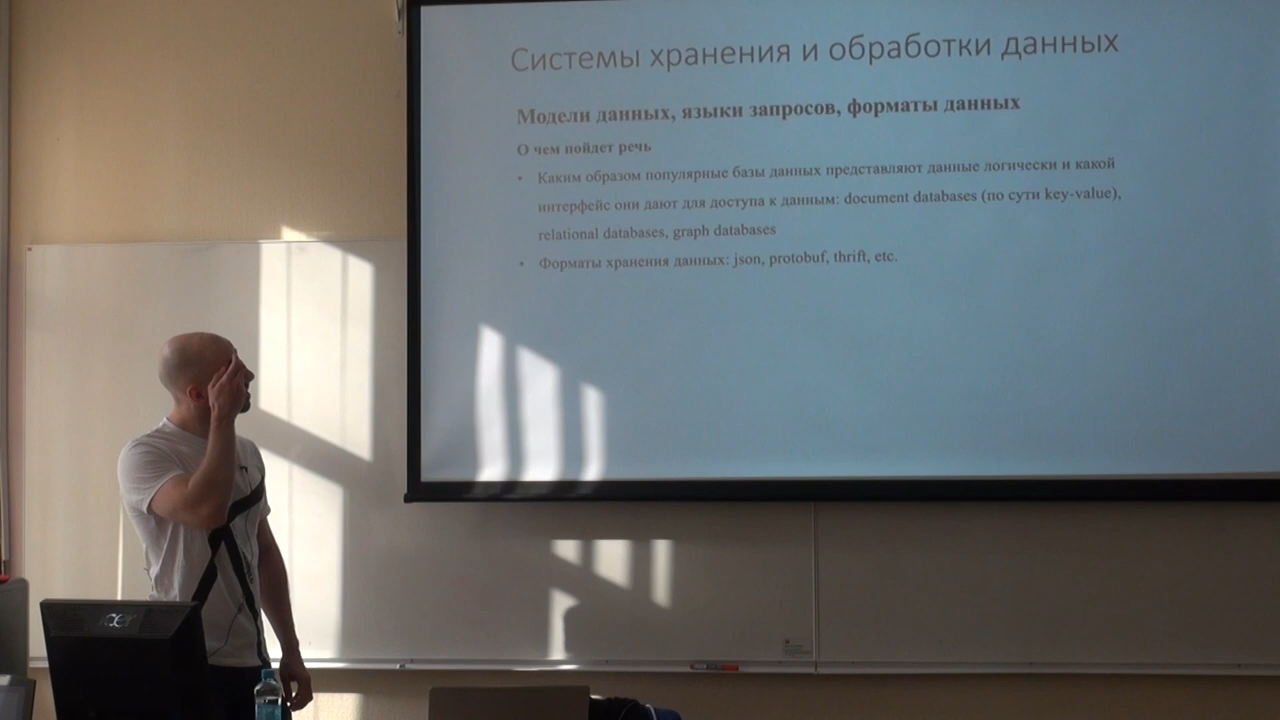 Системы хранения и обработки данных
Модели данных, языки запросов, форматы данных
О чем пойдет речь
• Каким образом популярные базы данных представляют данные логически и какой
интерфейс они дают для доступа к данным: document databases (по сути key-value),
relational databases, graph databases
• Форматы хранения данных: json, protobuf, thrift, etc.
acer